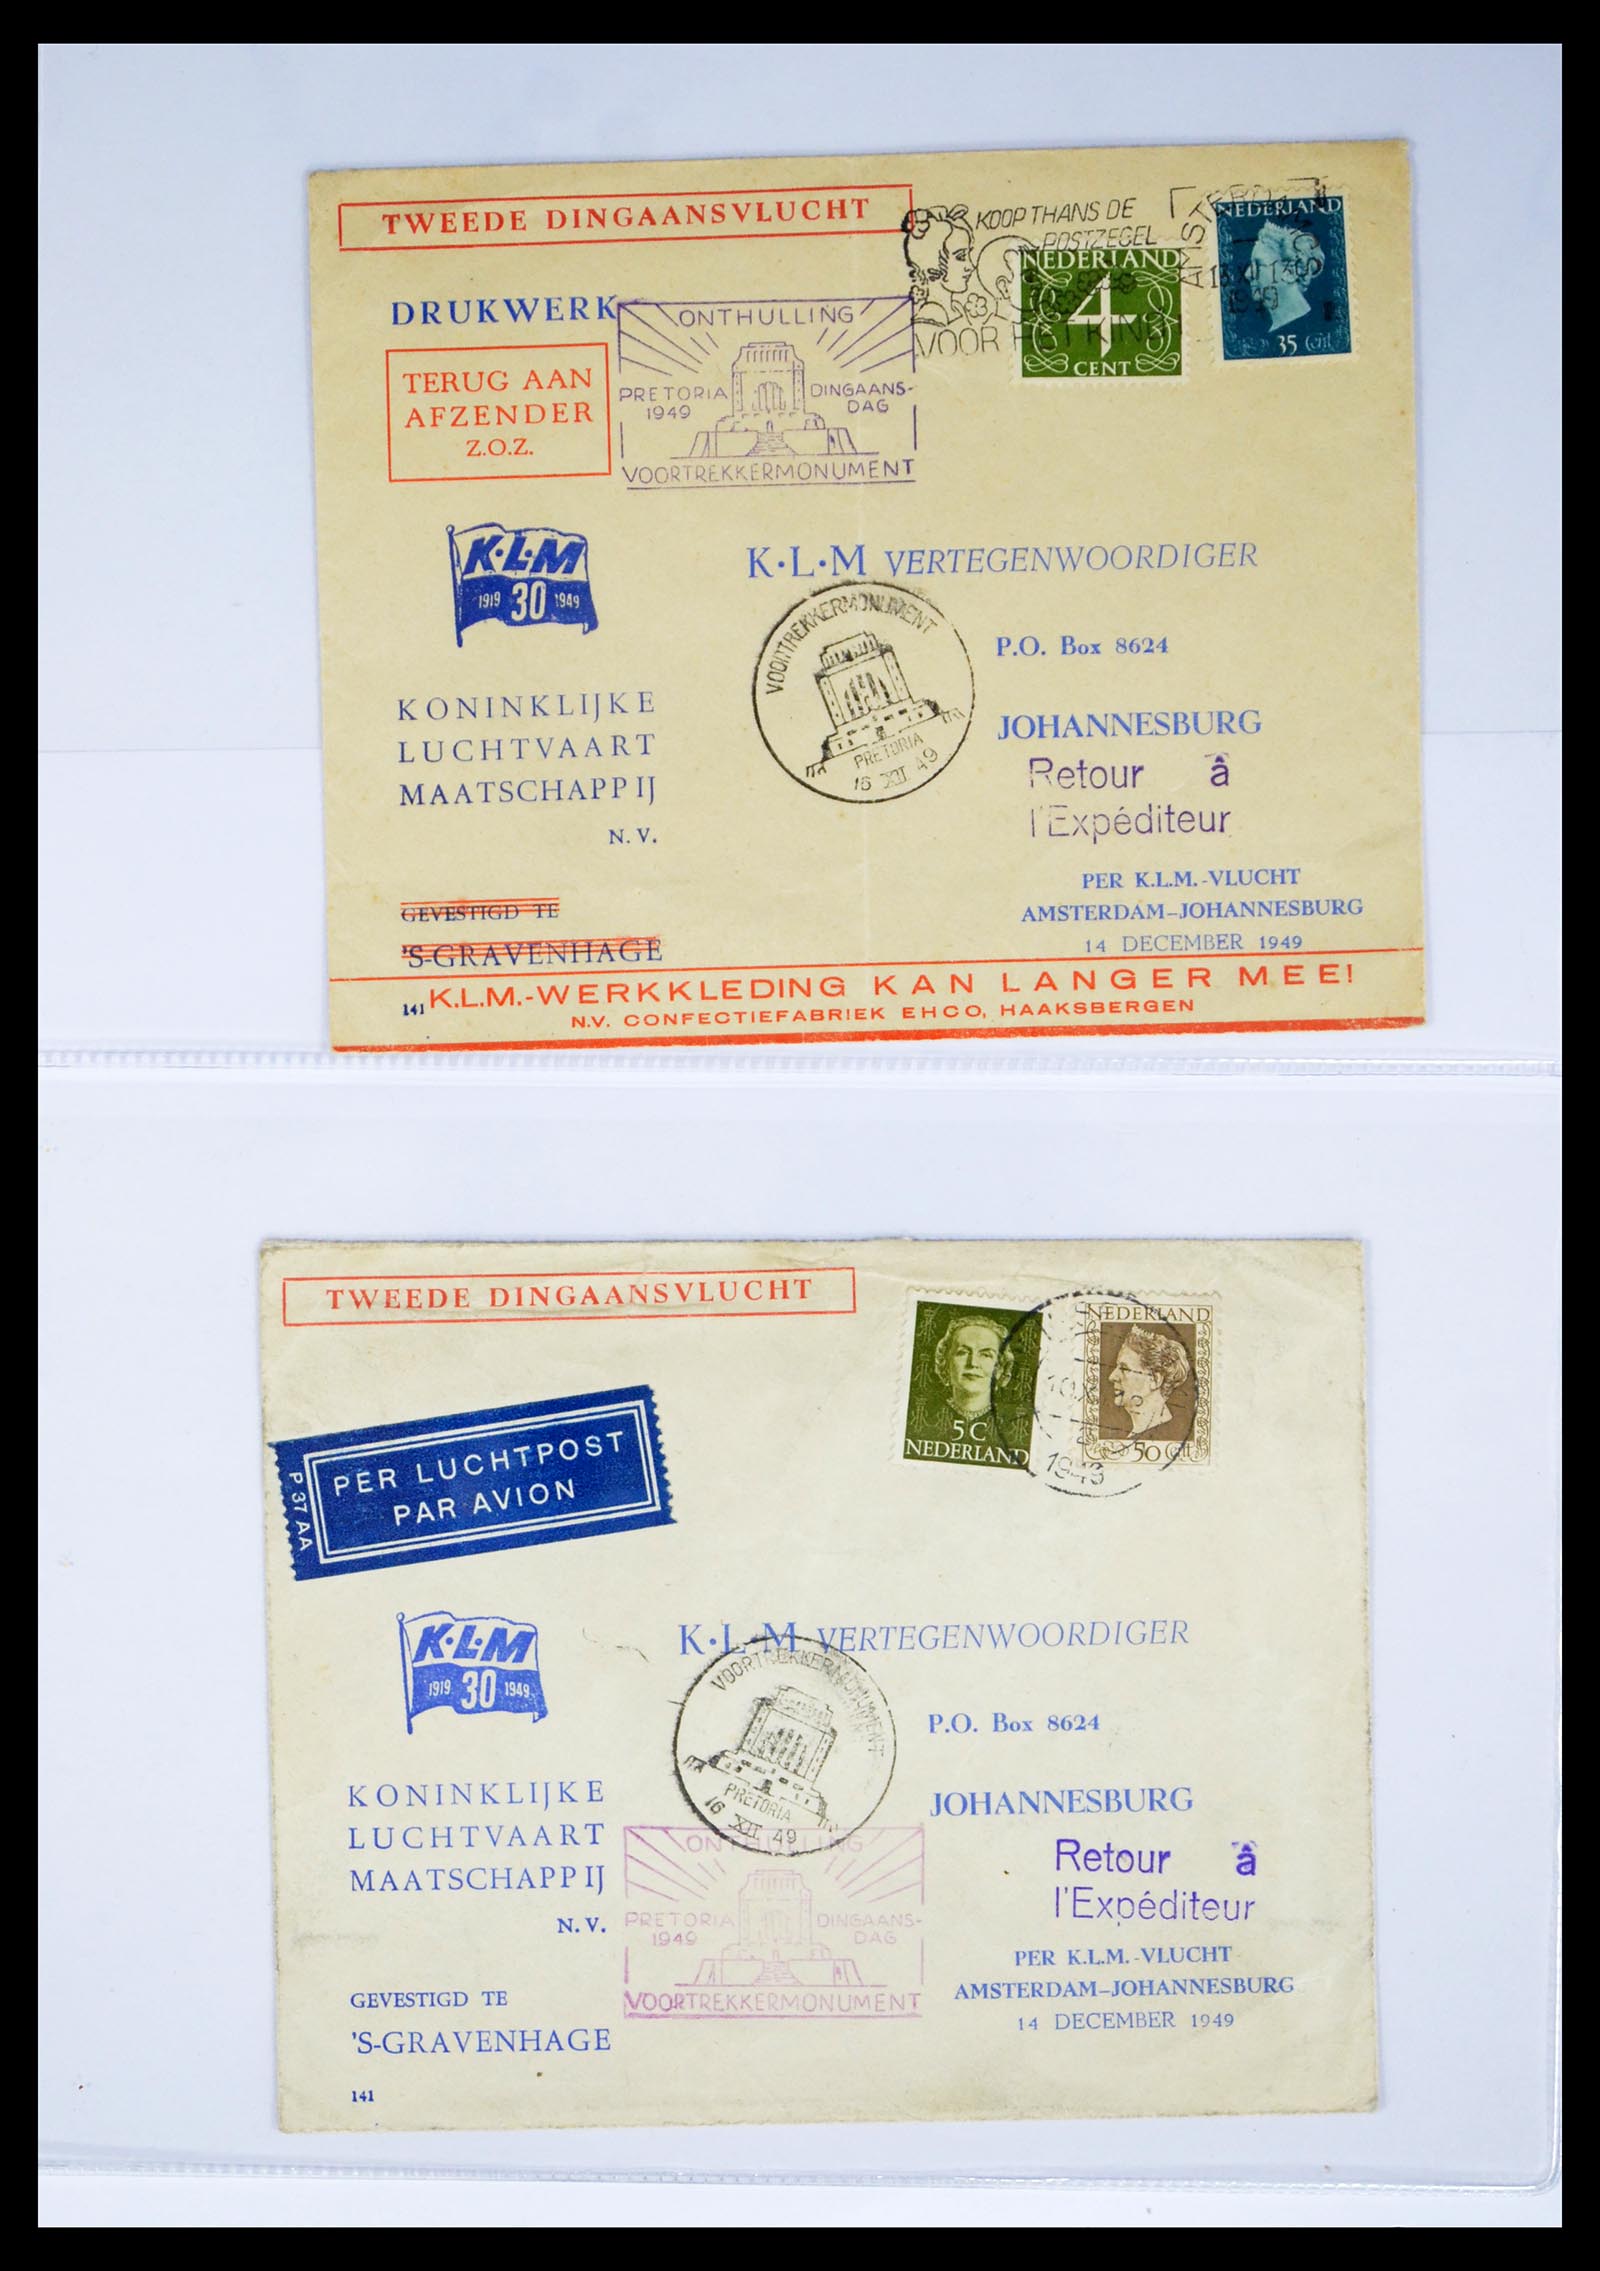 TWEEDE DINGAANSVLUCHT
KOOP THANS DE
POSTZEGEL
VOOR HET KIND
NEDERLAND
4
CENT
NEDERLAND
35 Cent
1949
DRUKWERK
TERUG AAN
AFZENDER
Z.O.Z.
ONTHULLING
PRETORIA DINGAANS-
1949 DAG
VOORTREKKERMONUMENT
K·L·M
1919 30 1949
K·L·M VERTEGENWOORDIGER
VOORTREKKERMONUMENT
PRETORIA
16 XII 49
P.O. Box 8624
JOHANNESBURG
Retour â
l'Expéditeur
KONINKLIJKE
LUCHTVAART
MAATSCHAPPIJ
N.V.
PER K.L.M.-VLUCHT
AMSTERDAM–JOHANNESBURG
14 DECEMBER 1949
GEVESTIGD TE
'S-GRAVENHAGE
141 K.L.M.-WERKKLEDING KAN LANGER MEE!
N.V. CONFECTIEFABRIEK EHCO, HAAKSBERGEN
TWEEDE DINGAANSVLUCHT
5 C
NEDERLAND
NEDERLAND
50 Cent
1949
PER LUCHTPOST
PAR AVION
P 37 AA
K·L·M
1919 30 1949
K·L·M VERTEGENWOORDIGER
VOORTREKKERMONUMENT
PRETORIA
16 XII 49
P.O. Box 8624
JOHANNESBURG
Retour â
l'Expéditeur
KONINKLIJKE
LUCHTVAART
MAATSCHAPPIJ
N.V.
ONTHULLING
PRETORIA DINGAANS-
1949 DAG
VOORTREKKERMONUMENT
PER K.L.M.-VLUCHT
AMSTERDAM–JOHANNESBURG
14 DECEMBER 1949
GEVESTIGD TE
'S-GRAVENHAGE
141